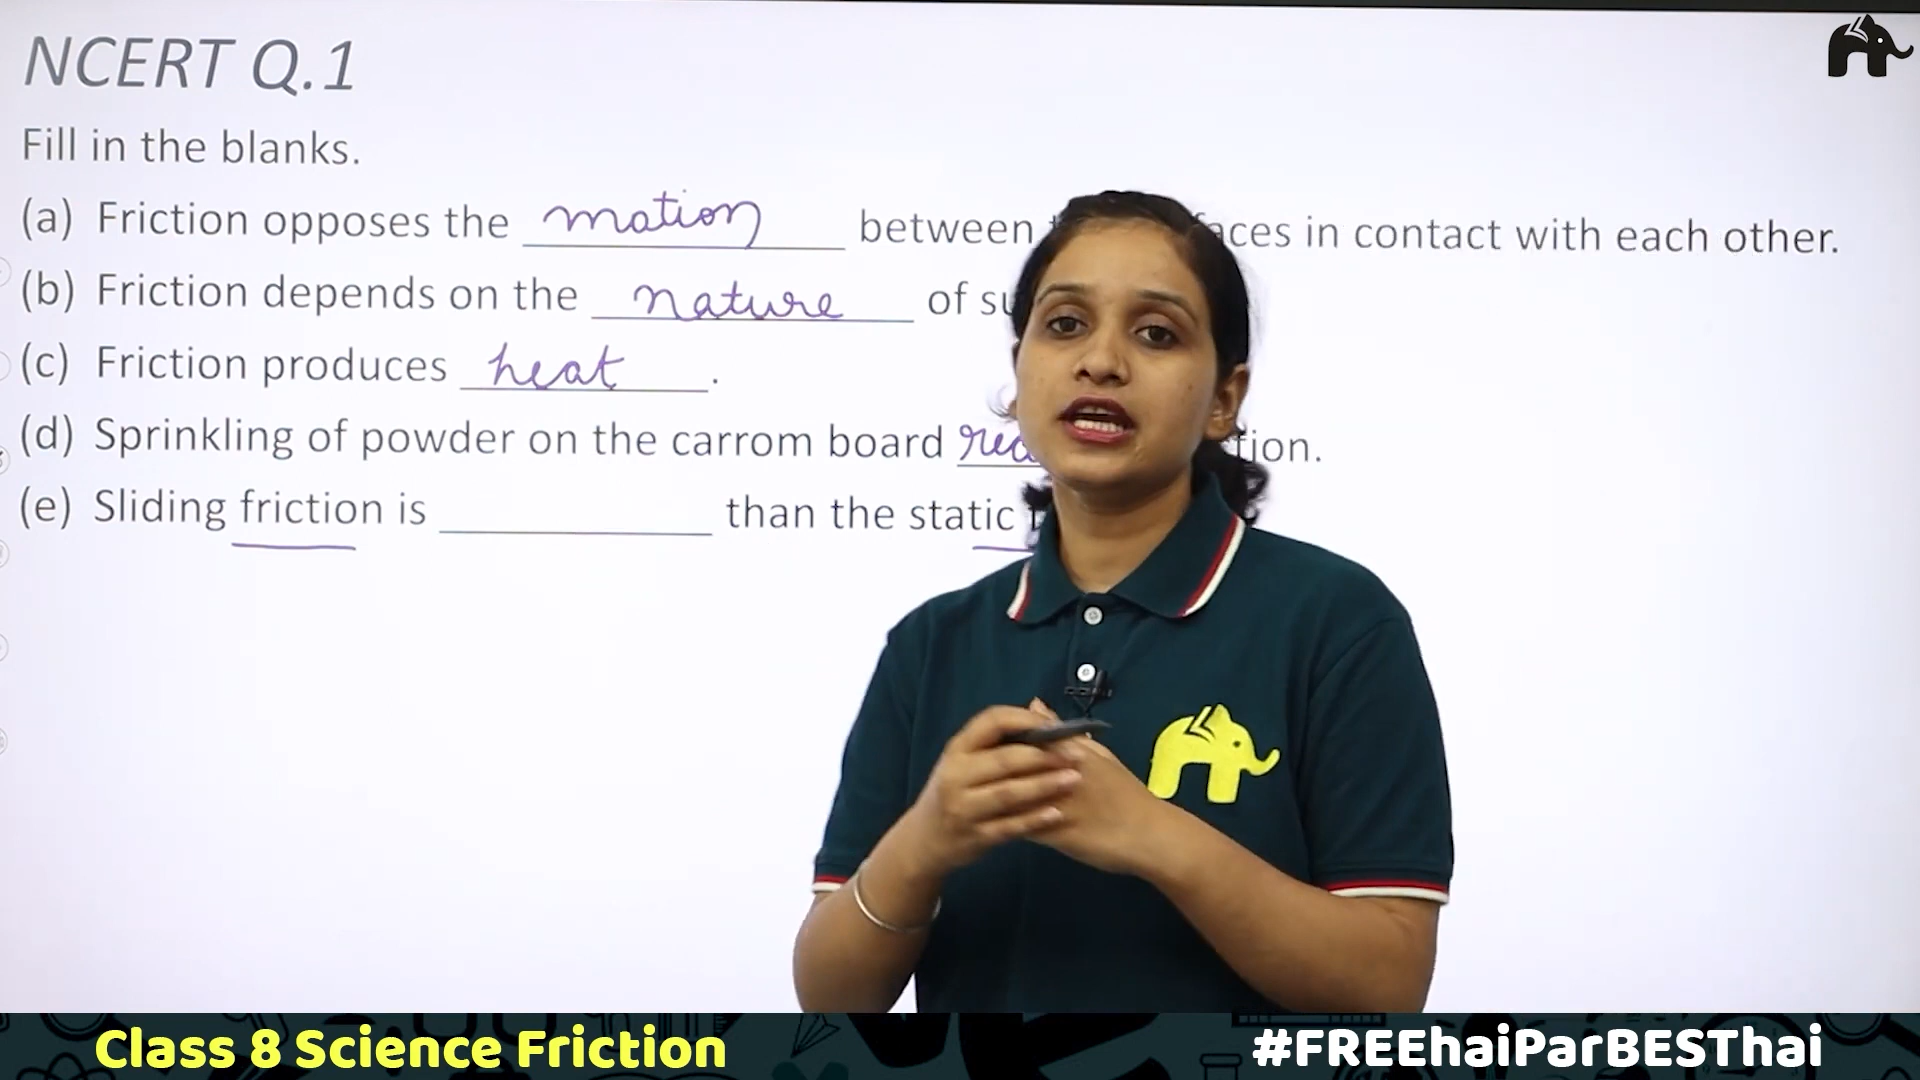 NCERT Q.1
Fill in the blanks.
(a) Friction opposes the motion between in contact with each other.
(b) Friction depends on the nature of
(c) Friction produces heat.
(d) Sprinkling of powder on the carrom board
(e) Sliding friction is ____________ than the static
Class 8 Science Friction
#FREEhaiParBESThai